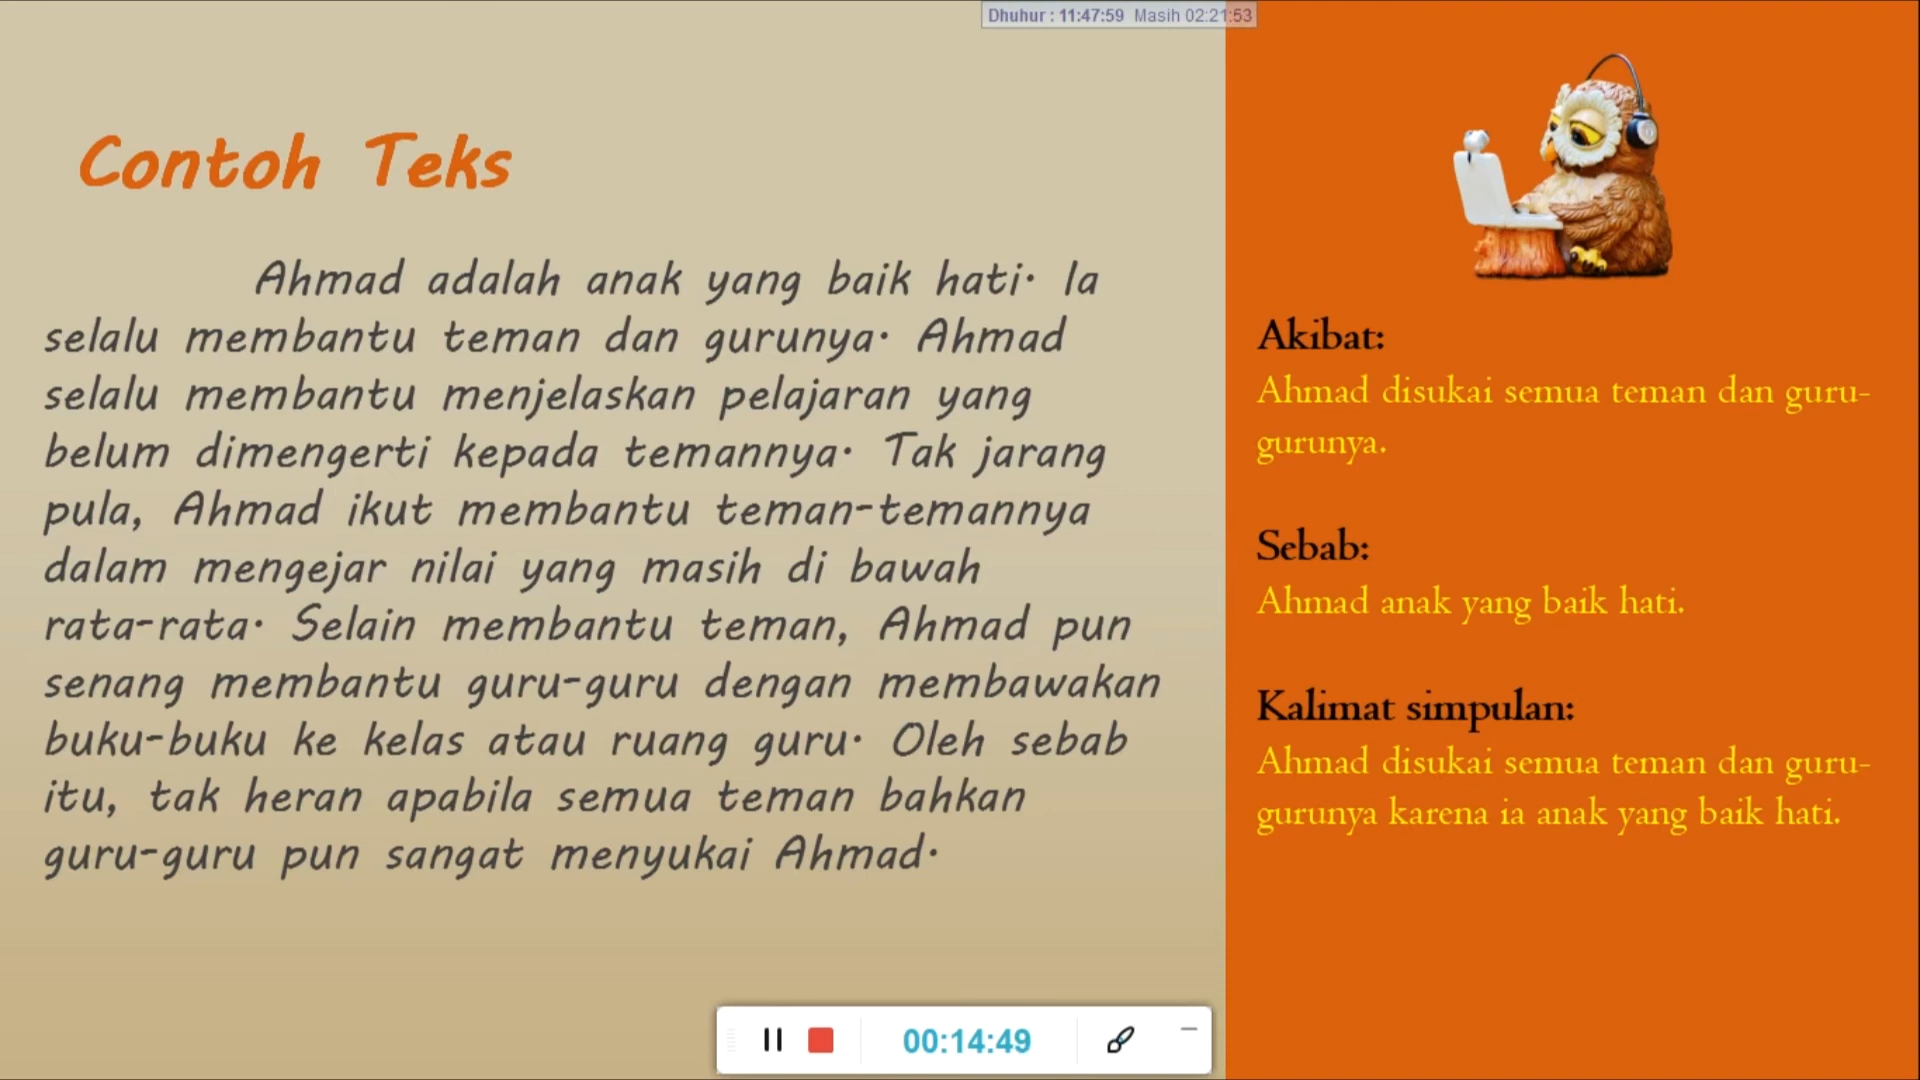 Dhuhur : 11:47:59 Masih 02:21:53
Contoh Teks
Ahmad adalah anak yang baik hati. Ia
selalu membantu teman dan gurunya. Ahmad
selalu membantu menjelaskan pelajaran yang
belum dimengerti kepada temannya. Tak jarang
pula, Ahmad ikut membantu teman-temannya
dalam mengejar nilai yang masih di bawah
rata-rata. Selain membantu teman, Ahmad pun
senang membantu guru-guru dengan membawakan
buku-buku ke kelas atau ruang guru. Oleh sebab
itu, tak heran apabila semua teman bahkan
guru-guru pun sangat menyukai Ahmad.
Akibat:
Ahmad disukai semua teman dan guru-
gurunya.
Sebab:
Ahmad anak yang baik hati.
Kalimat simpulan:
Ahmad disukai semua teman dan guru-
gurunya karena ia anak yang baik hati.
00:14:49